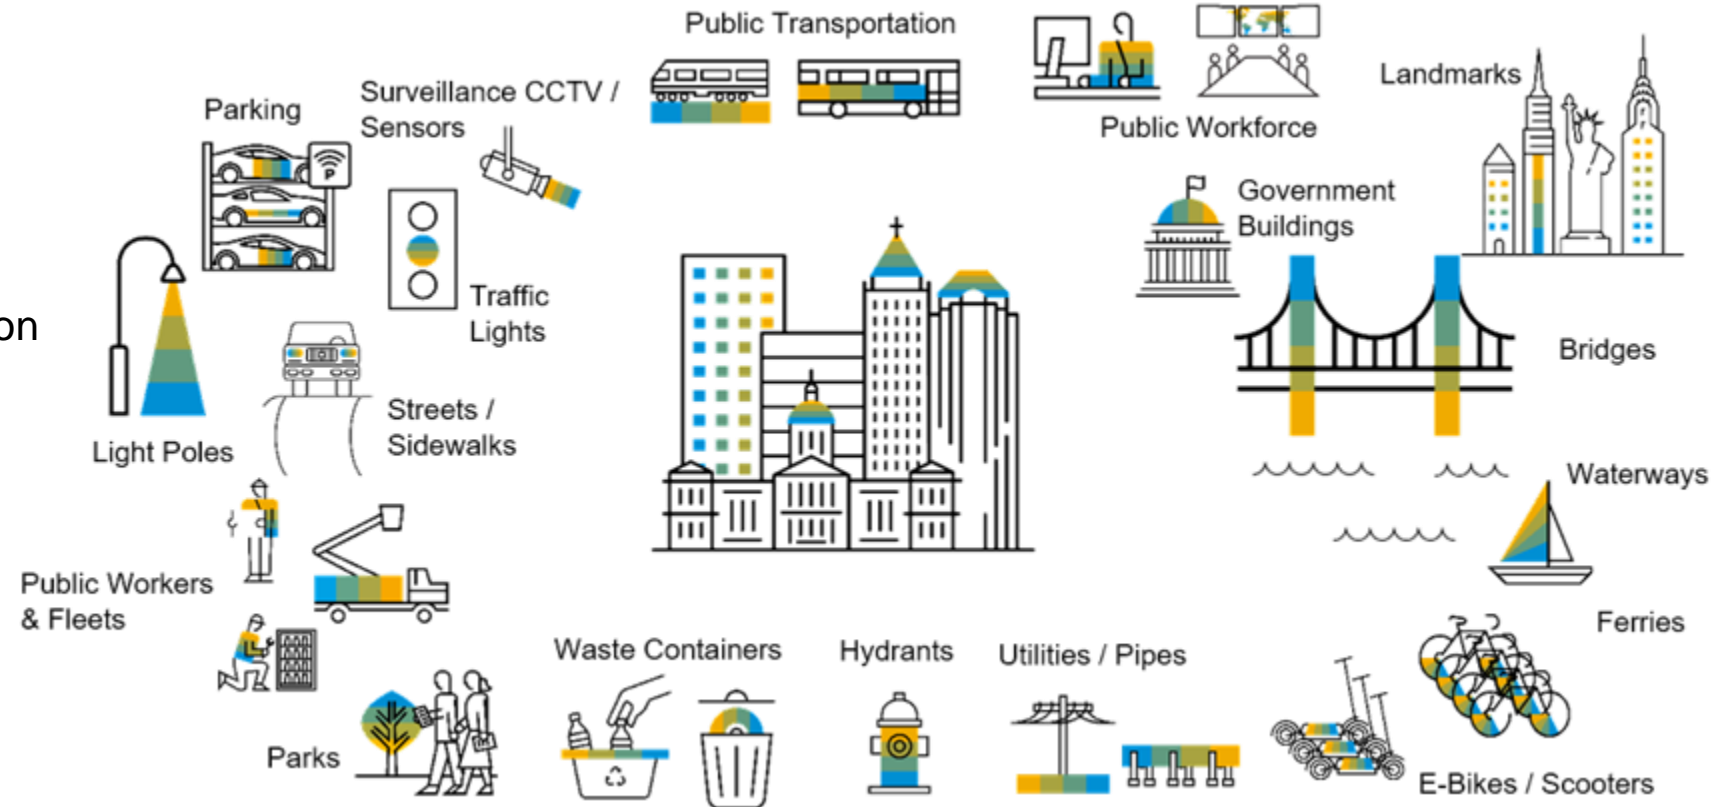 Public Transportation
Landmarks
Surveillance CCTV /
Sensors
Parking
Public Workforce
P
Government
Buildings
Traffic
Lights
on
Bridges
Streets /
Sidewalks
Light Poles
Waterways
Public Workers
& Fleets
Ferries
Waste Containers
Hydrants
Utilities / Pipes
Parks
E-Bikes / Scooters